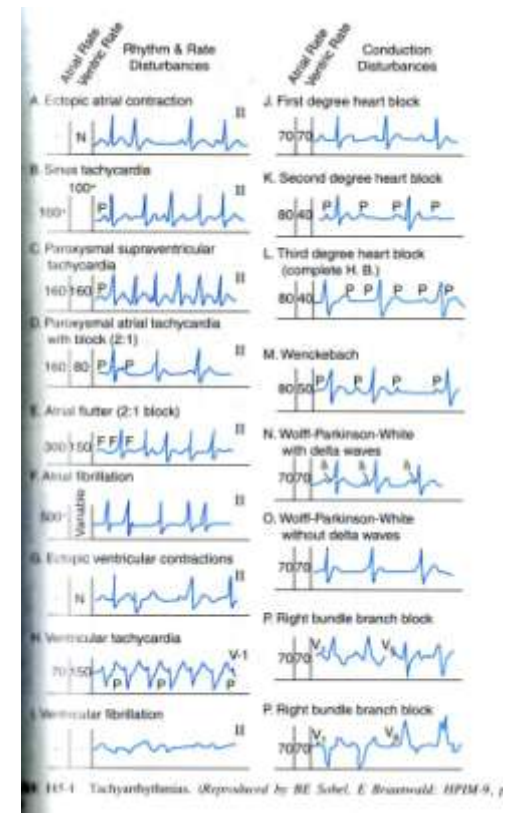 Atrial Rate
Ventric Rate
Rhythm & Rate
Disturbances
A. Ectopic atrial contraction
N
II
B. Sinus tachycardia
100+
100+
P
II
C. Paroxysmal supraventricular
tachycardia
160 160 P
II
D. Paroxysmal atrial tachycardia
with block (2:1)
160 80 P P
II
E. Atrial flutter (2:1 block)
300 150 F F F
II
F. Atrial fibrillation
Variable
II
G. Ectopic ventricular contractions
N
II
H. Ventricular tachycardia
70 150 P P P
V-1
I. Ventricular fibrillation
II
Atrial Rate
Ventric Rate
Conduction
Disturbances
J. First degree heart block
70 70
K. Second degree heart block
80 40 P P P P
L. Third degree heart block
(complete H. B.)
80 40 P P P P P
M. Wenckebach
80 50 P P P P
N. Wolff-Parkinson-White
with delta waves
70 70 δ δ δ
O. Wolff-Parkinson-White
without delta waves
70 70
P. Right bundle branch block
70 70
P. Right bundle branch block
70 70
Tachyarrhythmias. (Reproduced by BE Sobel, E Braunwald: HPIM-9, p